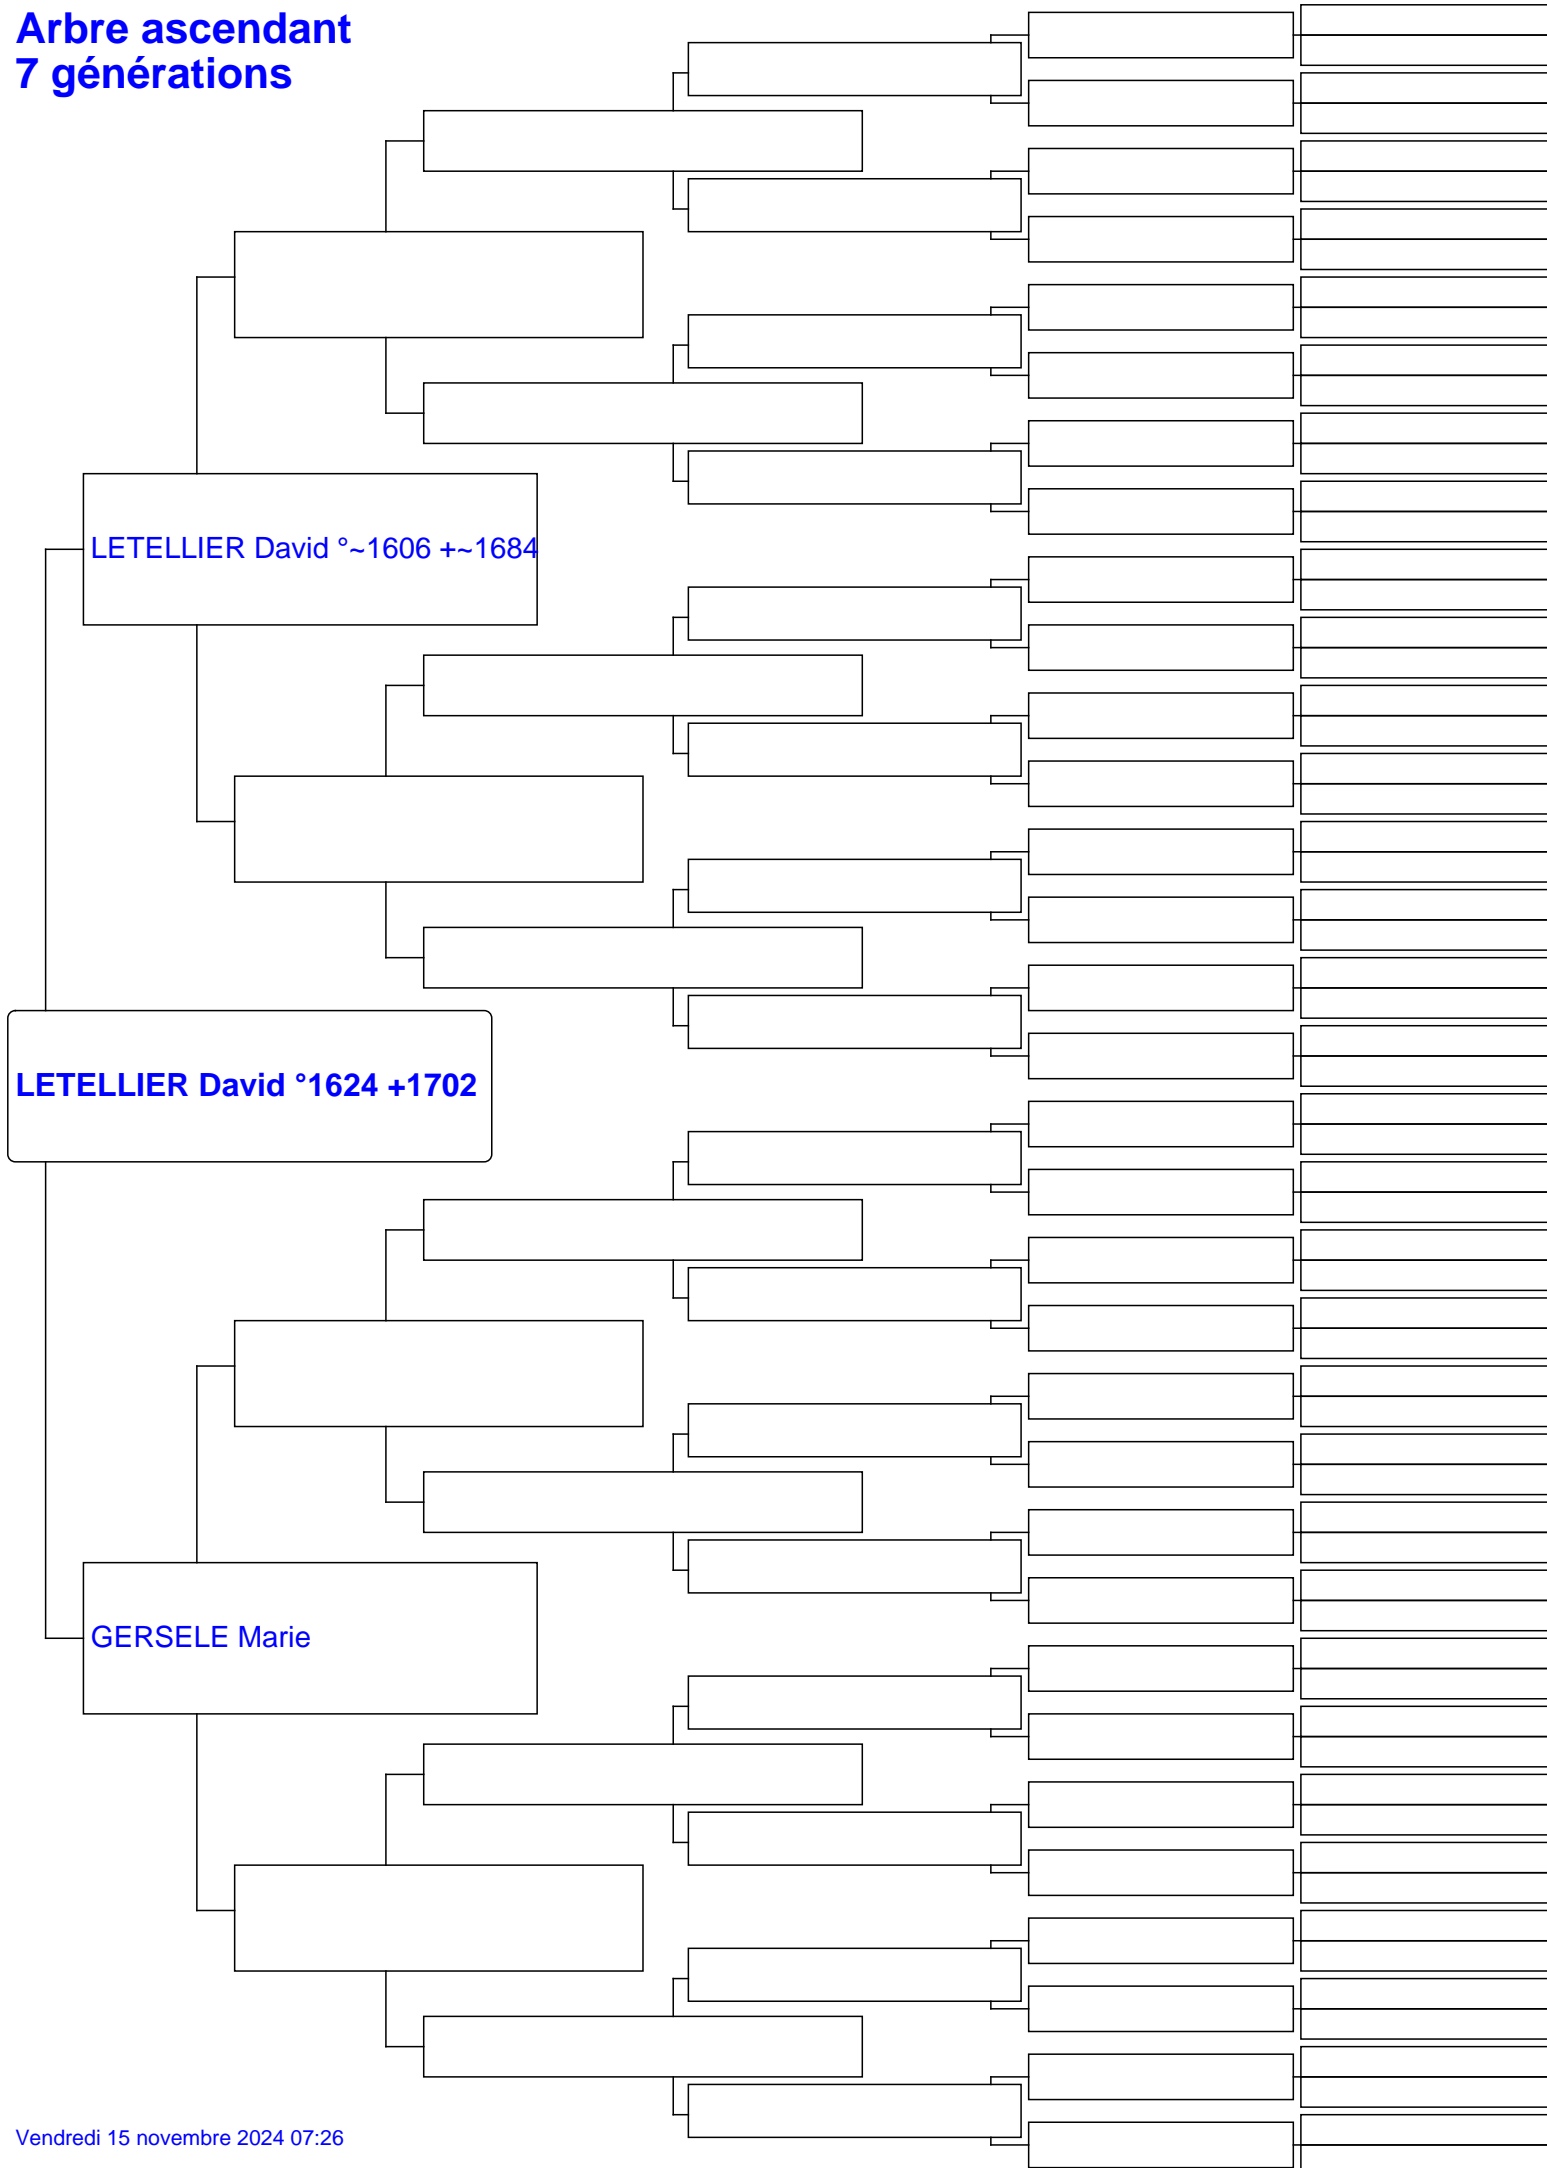 Arbre ascendant
7 générations
LETELLIER David °~1606 +~1684
LETELLIER David °1624 +1702
GERSELE Marie
Vendredi 15 novembre 2024 07:26